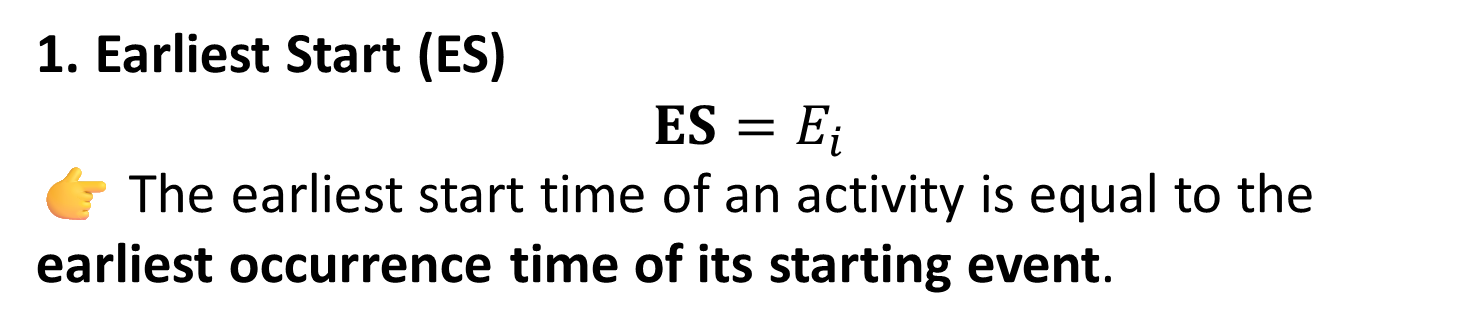 1. Earliest Start (ES)
ES = Eᵢ
👉 The earliest start time of an activity is equal to the
earliest occurrence time of its starting event.